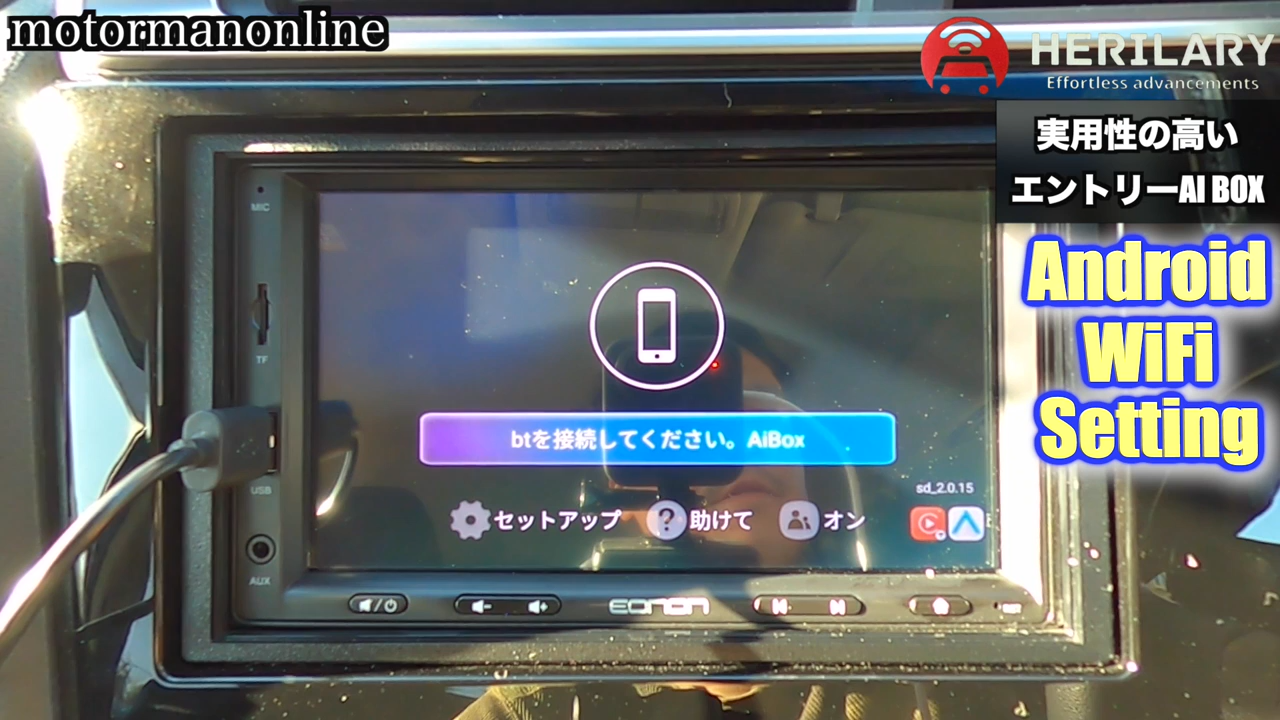 motormanonline
HERILARY
Effortless advancements
実用性の高い
エントリーAI BOX
Android
WiFi
Setting
MIC
TF
USB
AUX
btを接続してください。AiBox
sd_2.0.15
セットアップ
助けて
オン
EONON